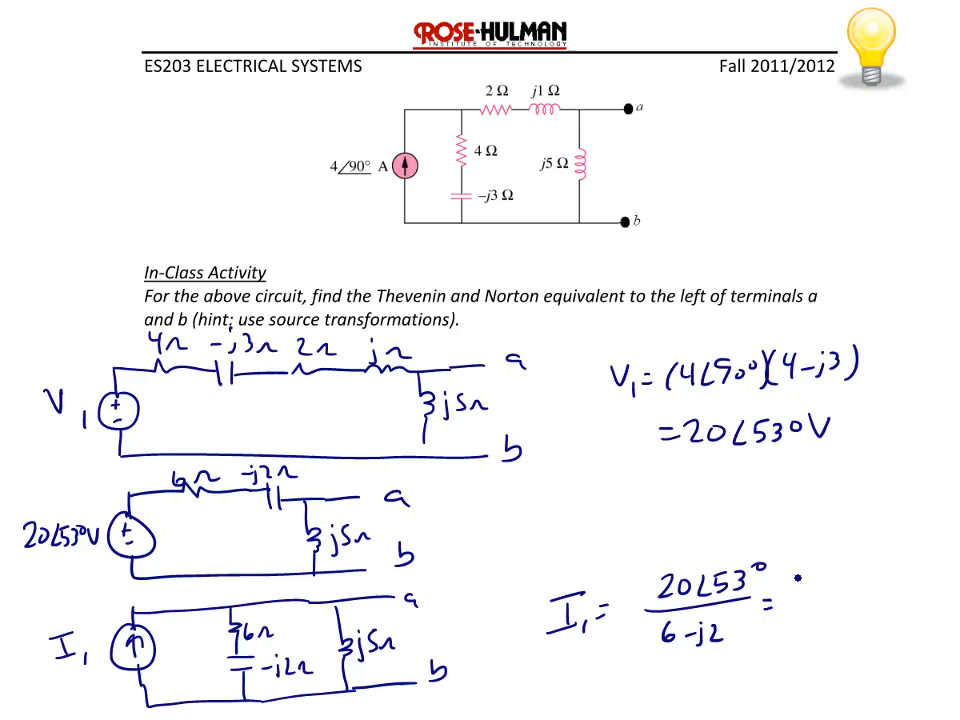 ROSE-HULMAN
INSTITUTE OF TECHNOLOGY
ES203 ELECTRICAL SYSTEMS Fall 2011/2012
2 Ω j1 Ω
a
4 Ω
4∠90° A
j5 Ω
−j3 Ω
b
In-Class Activity
For the above circuit, find the Thevenin and Norton equivalent to the left of terminals a
and b (hint: use source transformations).
4Ω -j3Ω 2Ω jΩ
a
V₁
+
-
j5Ω
b
V₁ = (4∠90°)(4-j3)
= 20∠53° V
6Ω -j2Ω
a
20∠53°V
+
-
j5Ω
b
a
I₁
6Ω
-j2Ω
j5Ω
b
I₁ = 20∠53° =
6-j2